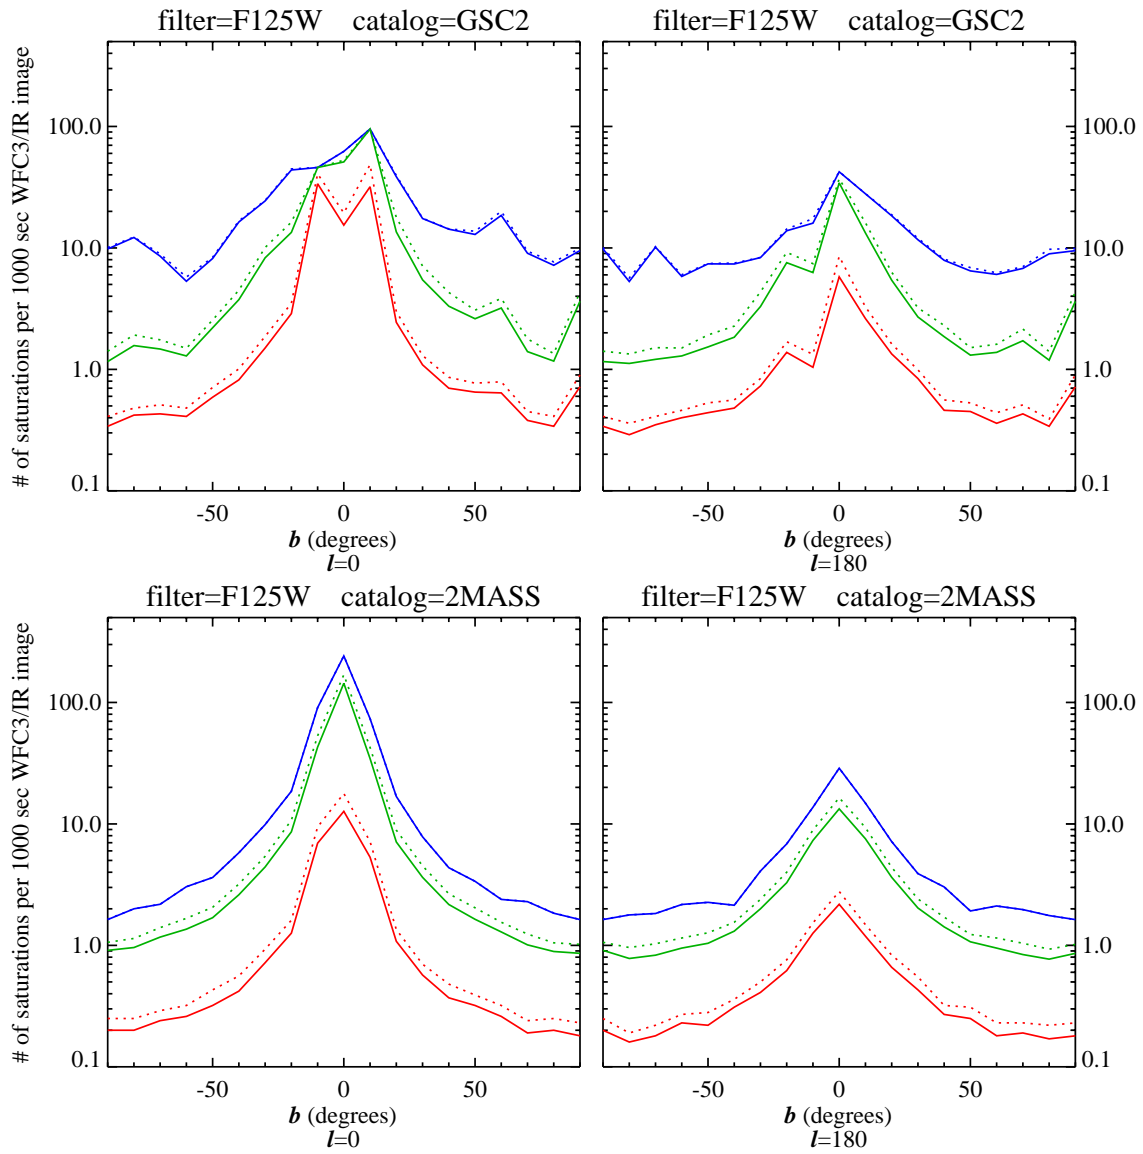 filter=F125W catalog=GSC2
filter=F125W catalog=GSC2
# of saturations per 1000 sec WFC3/IR image
100.0
10.0
1.0
0.1
100.0
10.0
1.0
0.1
-50 0 50
-50 0 50
b (degrees)
l=0
b (degrees)
l=180
filter=F125W catalog=2MASS
filter=F125W catalog=2MASS
# of saturations per 1000 sec WFC3/IR image
100.0
10.0
1.0
0.1
100.0
10.0
1.0
0.1
-50 0 50
-50 0 50
b (degrees)
l=0
b (degrees)
l=180